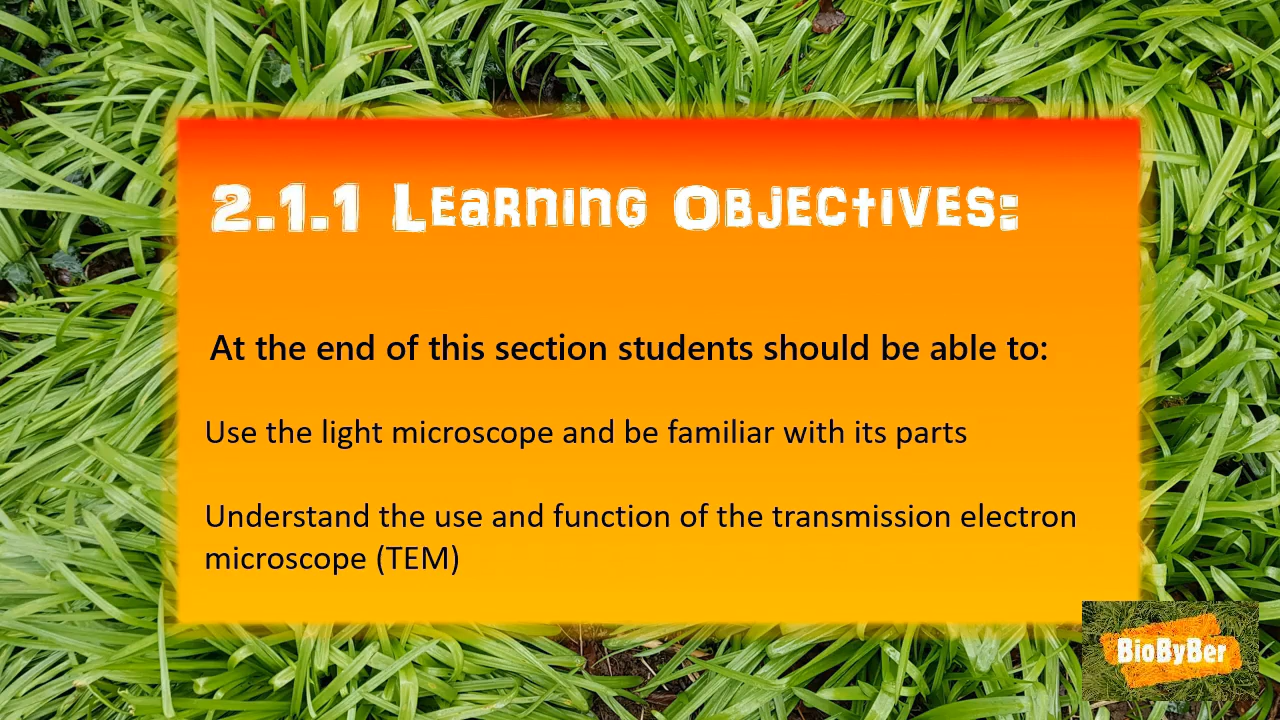 2.1.1 Learning Objectives:
At the end of this section students should be able to:
Use the light microscope and be familiar with its parts
Understand the use and function of the transmission electron
microscope (TEM)
BioByBer